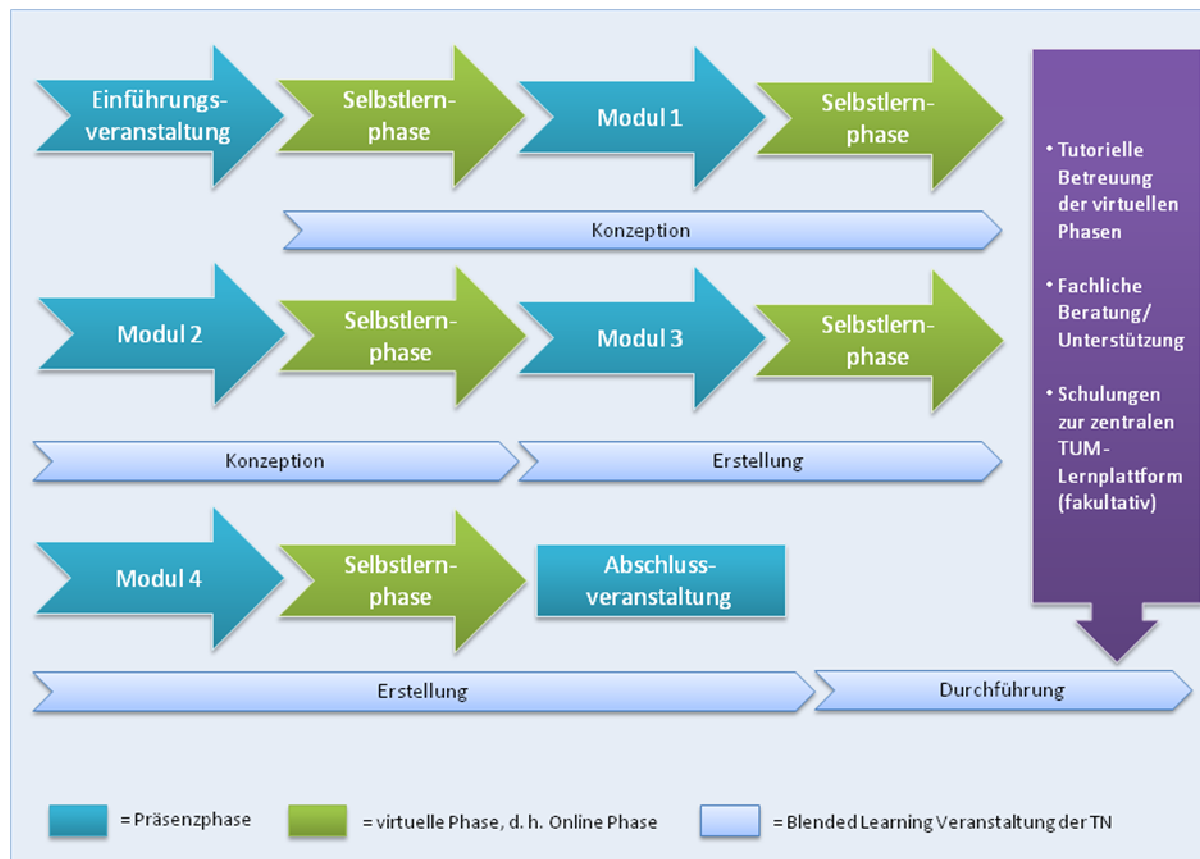 Einführungs-
veranstaltung
Selbstlern-
phase
Modul 1
Selbstlern-
phase
Konzeption
Modul 2
Selbstlern-
phase
Modul 3
Selbstlern-
phase
Konzeption
Erstellung
Modul 4
Selbstlern-
phase
Abschluss-
veranstaltung
Erstellung
Durchführung
• Tutorielle
Betreuung
der virtuellen
Phasen
• Fachliche
Beratung/
Unterstützung
• Schulungen
zur zentralen
TUM-
Lernplattform
(fakultativ)
= Präsenzphase
= virtuelle Phase, d. h. Online Phase
= Blended Learning Veranstaltung der TN